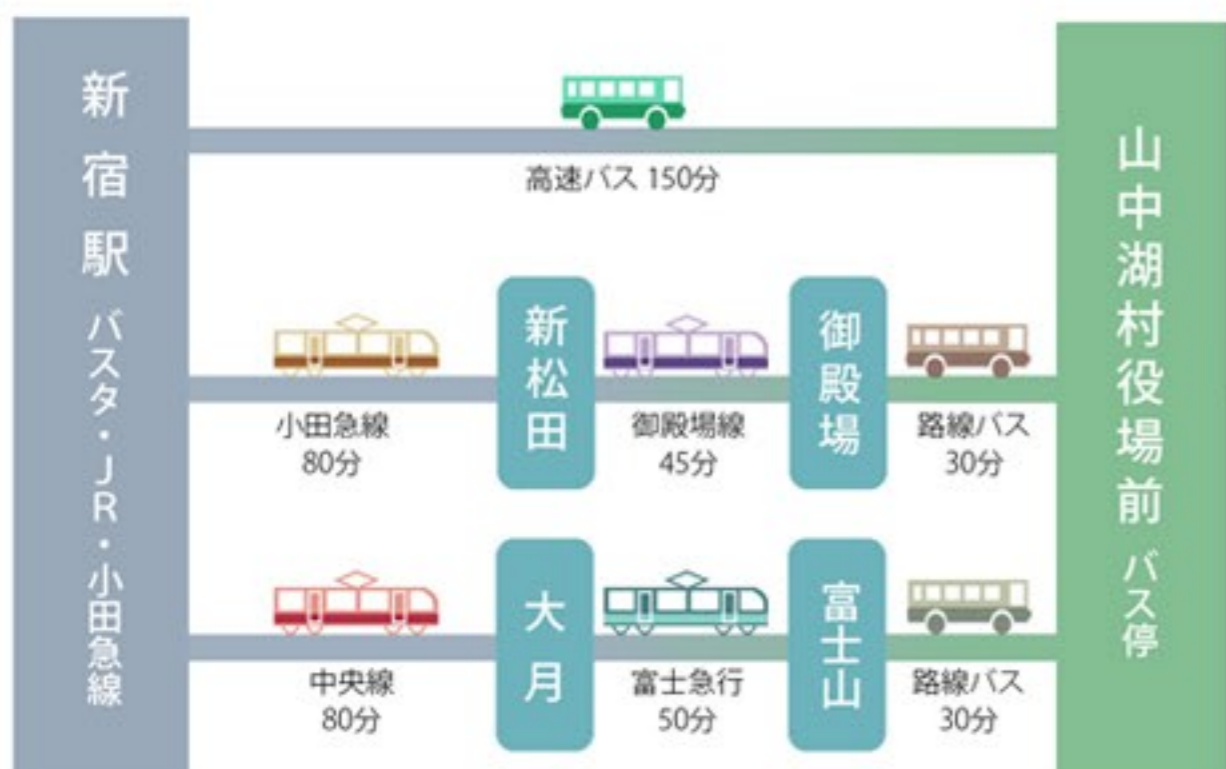 新宿駅 バスタ・JR・小田急線
高速バス 150分
小田急線
80分
新松田
御殿場線
45分
御殿場
路線バス
30分
中央線
80分
大月
富士急行
50分
富士山
路線バス
30分
山中湖村役場前 バス停